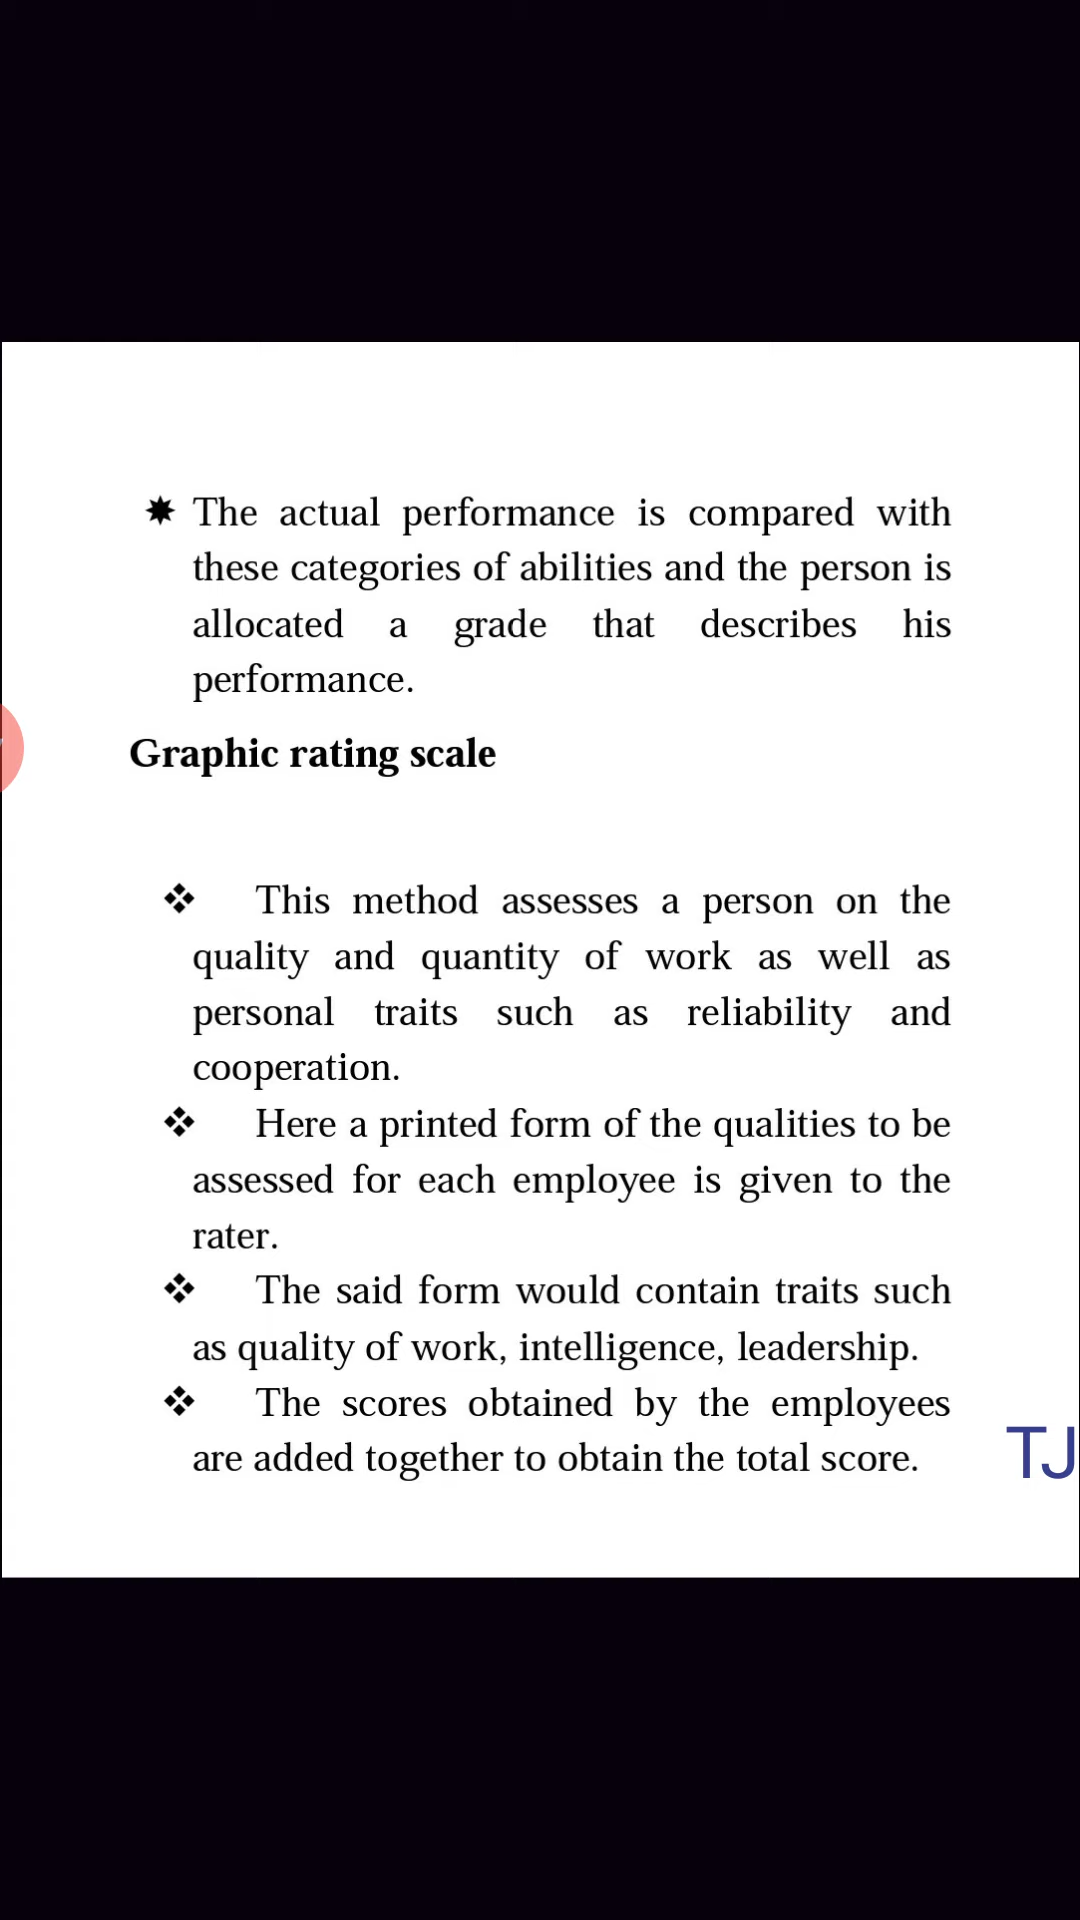 ✷ The actual performance is compared with
these categories of abilities and the person is
allocated a grade that describes his
performance.
Graphic rating scale
❖ This method assesses a person on the
quality and quantity of work as well as
personal traits such as reliability and
cooperation.
❖ Here a printed form of the qualities to be
assessed for each employee is given to the
rater.
❖ The said form would contain traits such
as quality of work, intelligence, leadership.
❖ The scores obtained by the employees
are added together to obtain the total score.
TJ